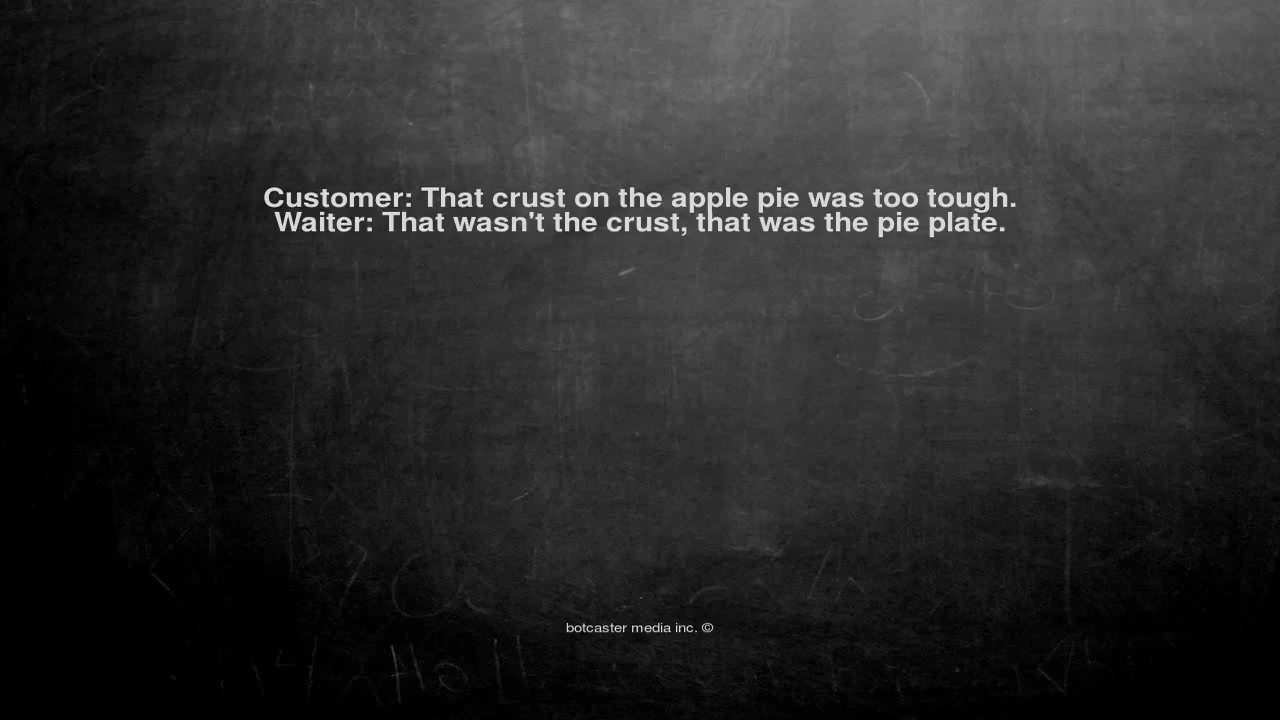 Customer: That crust on the apple pie was too tough.
Waiter: That wasn't the crust, that was the pie plate.
botcaster media inc. ©